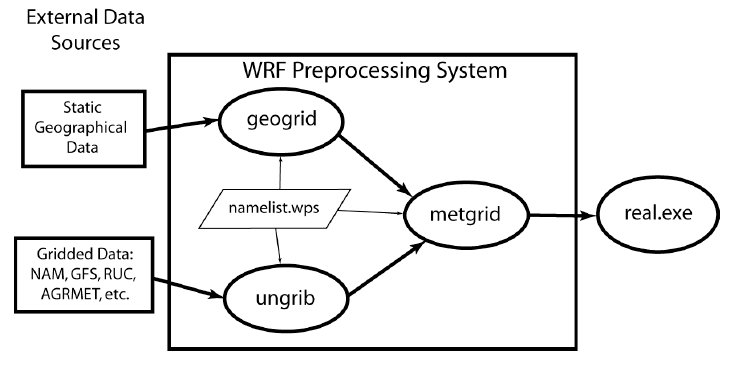 External Data
Sources
WRF Preprocessing System
Static
Geographical
Data
geogrid
namelist.wps
metgrid
real.exe
Gridded Data:
NAM, GFS, RUC,
AGRMET, etc.
ungrib